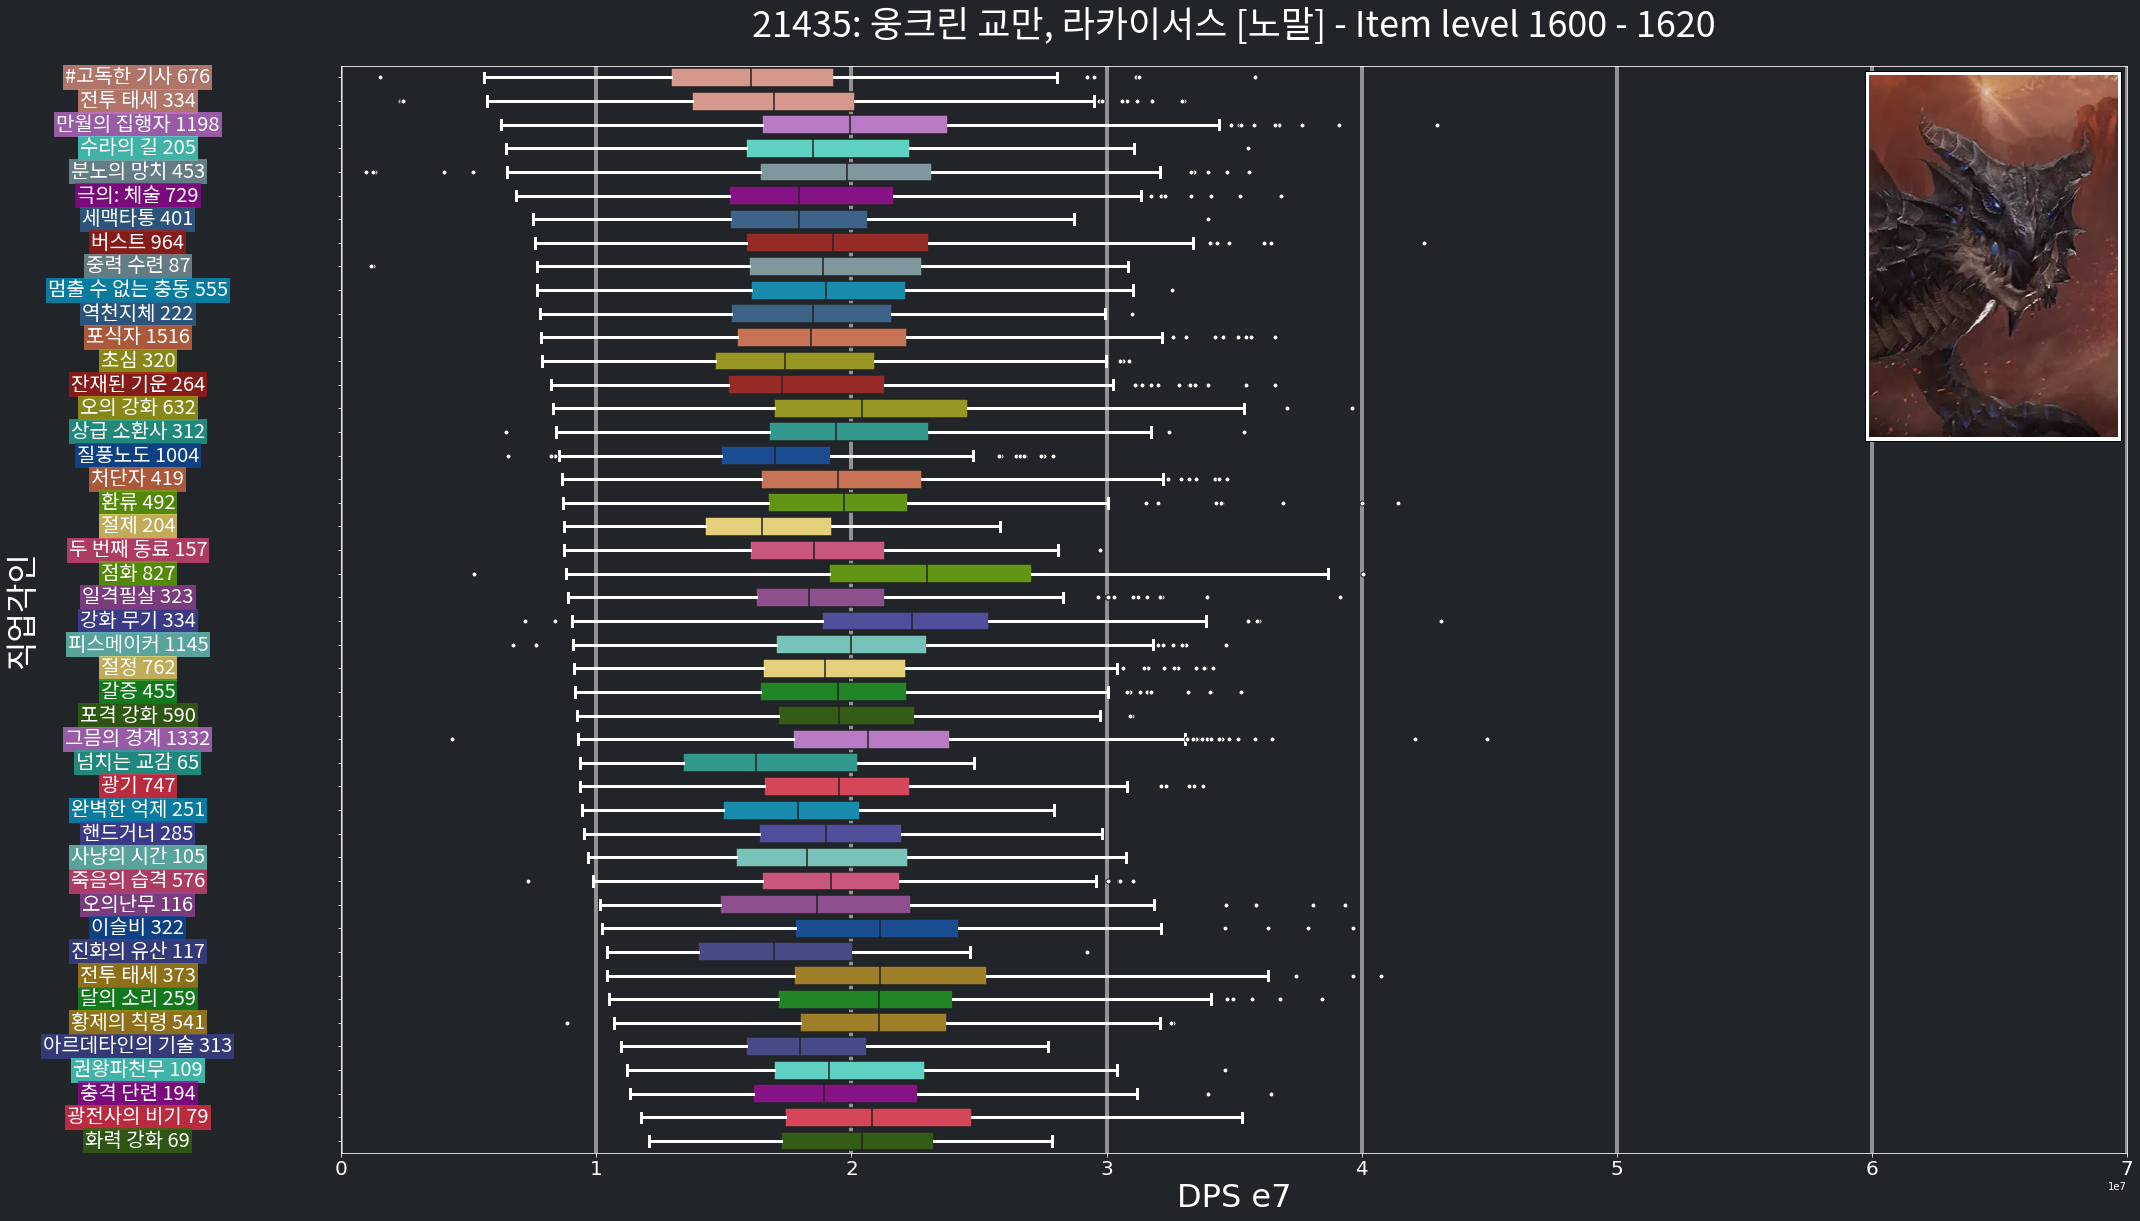 21435: 웅크린 교만, 라카이서스 [노말] - Item level 1600 - 1620
직업각인
#고독한 기사 676
전투 태세 334
만월의 집행자 1198
수라의 길 205
분노의 망치 453
극의: 체술 729
세맥타통 401
버스트 964
중력 수련 87
멈출 수 없는 충동 555
역천지체 222
포식자 1516
초심 320
잔재된 기운 264
오의 강화 632
상급 소환사 312
질풍노도 1004
처단자 419
환류 492
절제 204
두 번째 동료 157
점화 827
일격필살 323
강화 무기 334
피스메이커 1145
절정 762
갈증 455
포격 강화 590
그믐의 경계 1332
넘치는 교감 65
광기 747
완벽한 억제 251
핸드거너 285
사냥의 시간 105
죽음의 습격 576
오의난무 116
이슬비 322
진화의 유산 117
전투 태세 373
달의 소리 259
황제의 칙령 541
아르데타인의 기술 313
권왕파천무 109
충격 단련 194
광전사의 비기 79
화력 강화 69
0 1 2 3 4 5 6 7
1e7
DPS e7